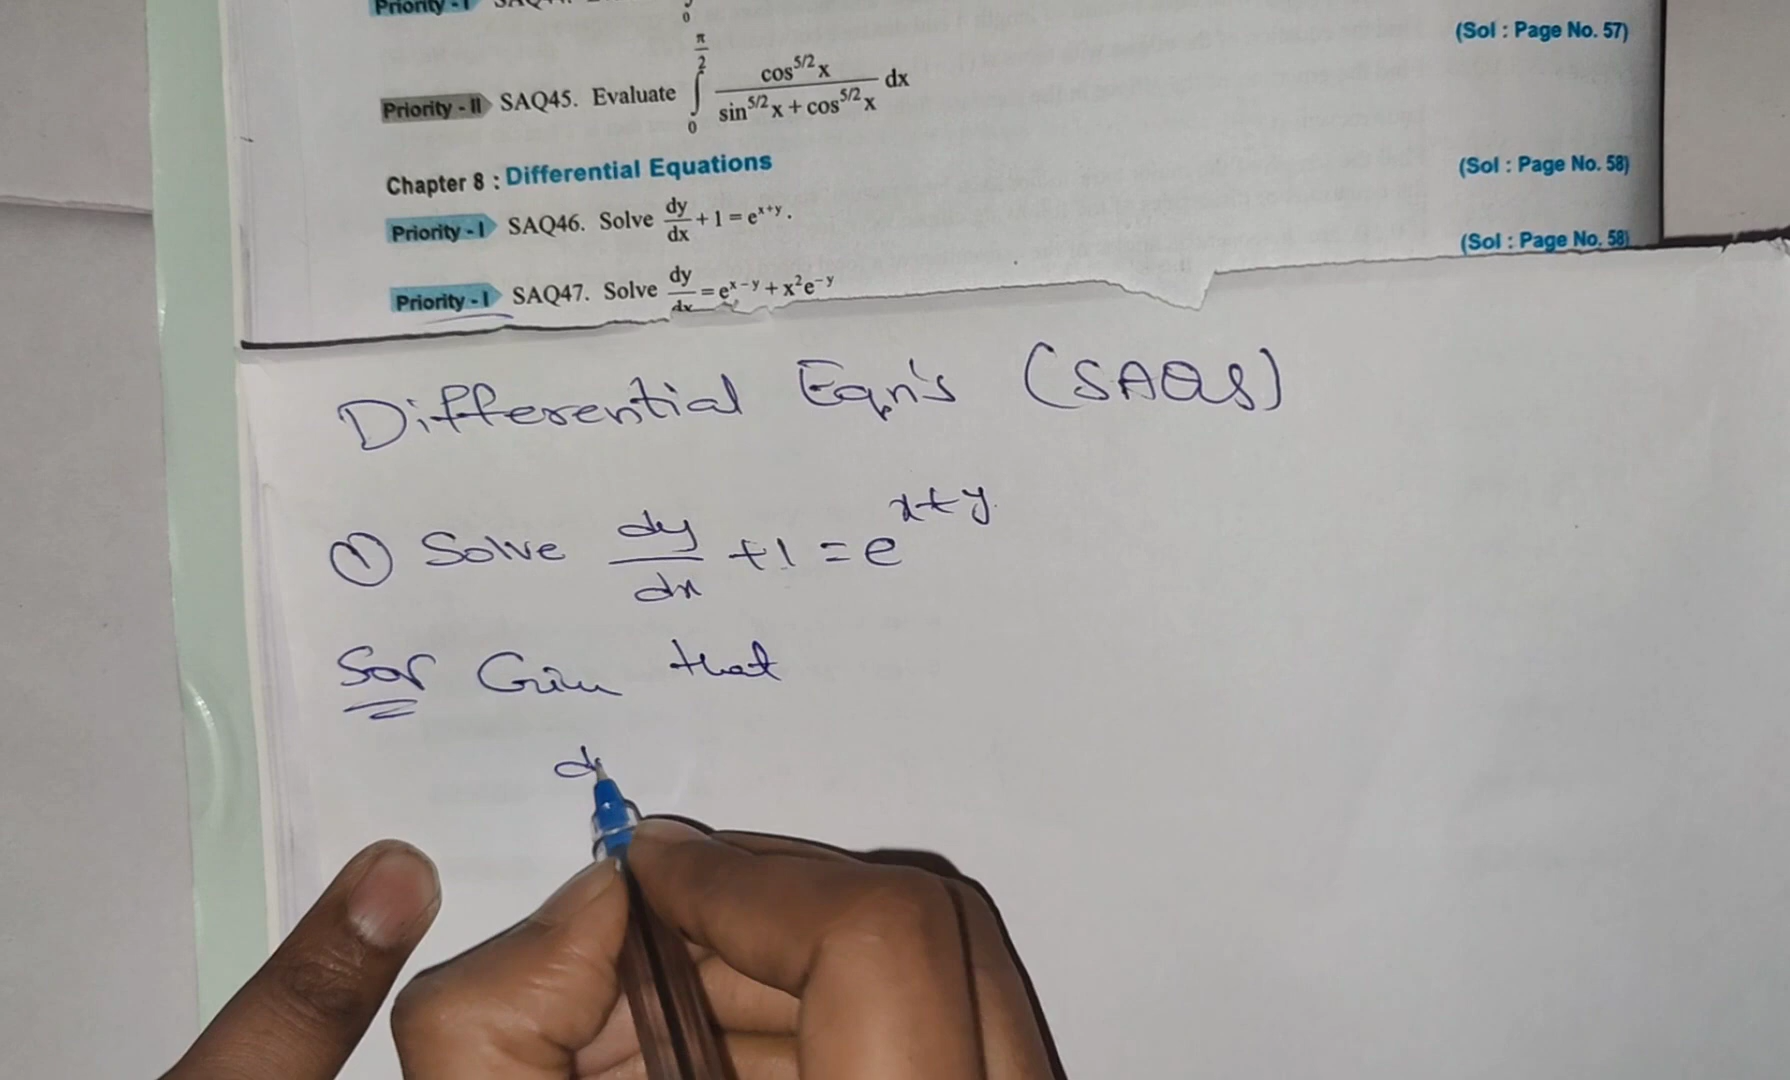 Priority - I
(Sol : Page No. 57)
Priority - II SAQ45. Evaluate ∫₀^{π/2} cos^{5/2}x / (sin^{5/2}x + cos^{5/2}x) dx
Chapter 8 : Differential Equations
(Sol : Page No. 58)
Priority - I SAQ46. Solve dy/dx + 1 = e^{x+y}.
(Sol : Page No. 58)
Priority - I SAQ47. Solve dy/dx = e^{x-y} + x²e^{-y}
Differential Eqn's (SAQS)
① Solve dy/dx + 1 = e^{x+y}.
Sol Given that
d